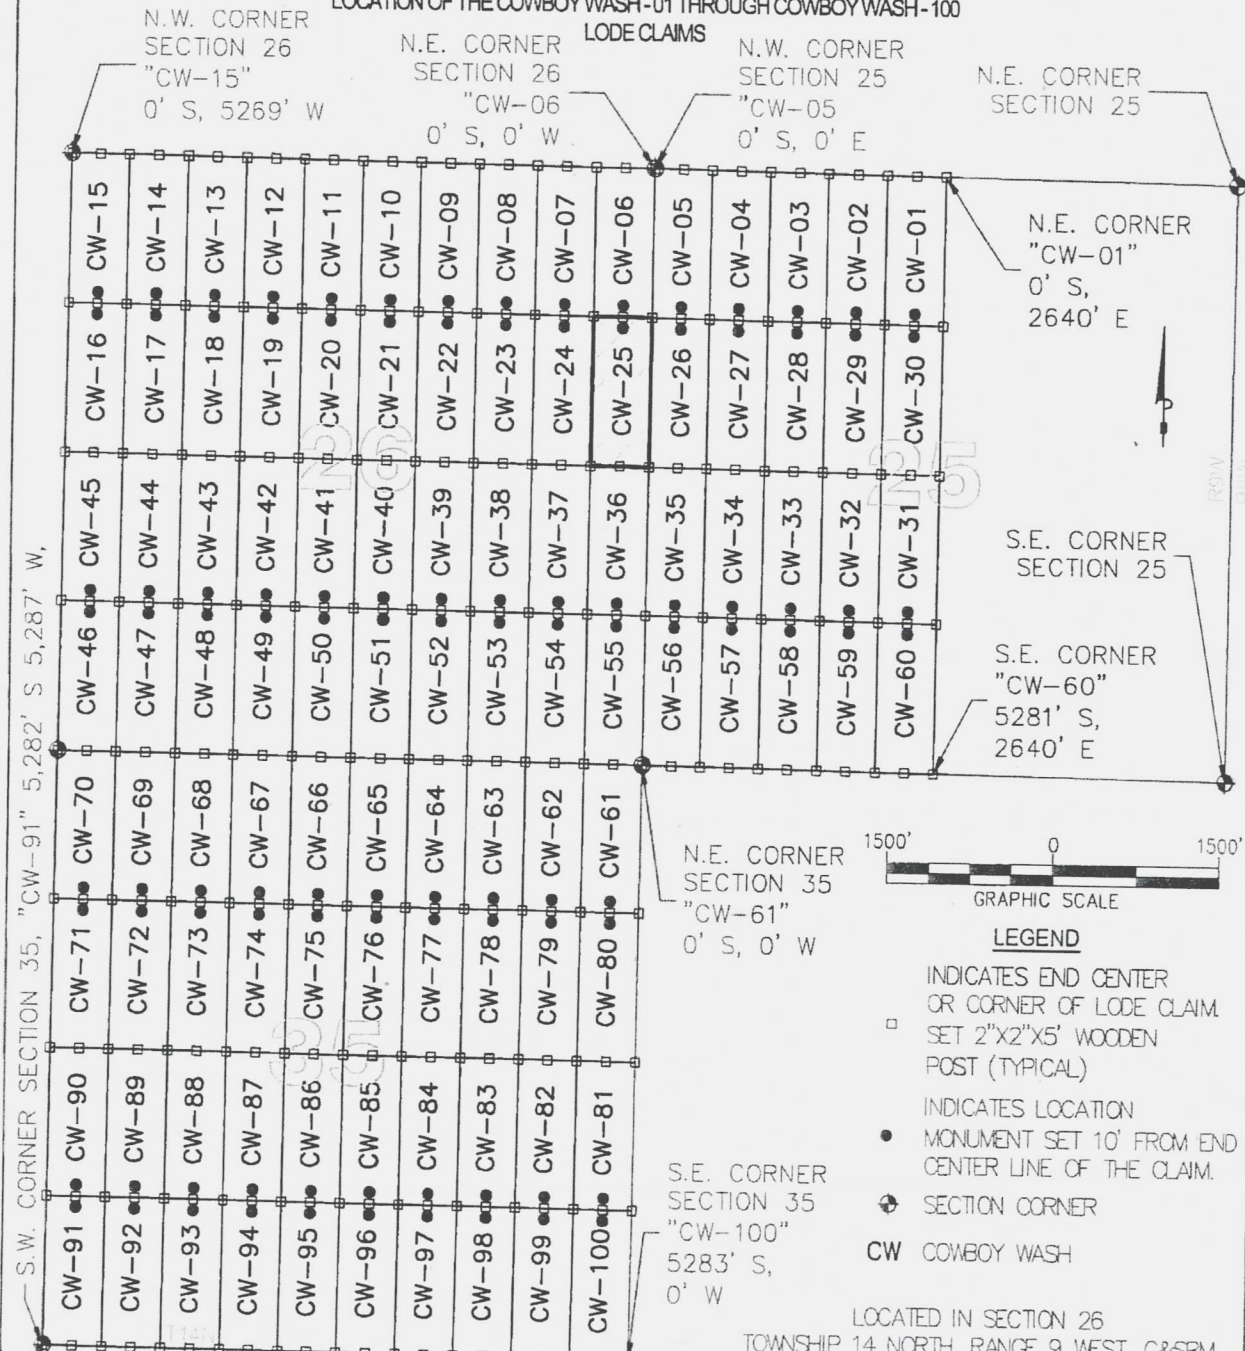 LOCATION OF THE COWBOY WASH-01 THROUGH COWBOY WASH-100
LODE CLAIMS
N.W. CORNER
SECTION 26
"CW-15"
0' S, 5269' W
N.E. CORNER
SECTION 26
"CW-06
0' S, 0' W
N.W. CORNER
SECTION 25
"CW-05
0' S, 0' E
N.E. CORNER
SECTION 25
CW-15
CW-14
CW-13
CW-12
CW-11
CW-10
CW-09
CW-08
CW-07
CW-06
CW-05
CW-04
CW-03
CW-02
CW-01
N.E. CORNER
"CW-01"
0' S,
2640' E
CW-16
CW-17
CW-18
CW-19
CW-20
CW-21
CW-22
CW-23
CW-24
CW-25
CW-26
CW-27
CW-28
CW-29
CW-30
26
25
R9W
CW-45
CW-44
CW-43
CW-42
CW-41
CW-40
CW-39
CW-38
CW-37
CW-36
CW-35
CW-34
CW-33
CW-32
CW-31
S.E. CORNER
SECTION 25
CW-46
CW-47
CW-48
CW-49
CW-50
CW-51
CW-52
CW-53
CW-54
CW-55
CW-56
CW-57
CW-58
CW-59
CW-60
S.E. CORNER
"CW-60"
5281' S,
2640' E
CW-70
CW-69
CW-68
CW-67
CW-66
CW-65
CW-64
CW-63
CW-62
CW-61
N.E. CORNER
SECTION 35
"CW-61"
0' S, 0' W
CW-71
CW-72
CW-73
CW-74
CW-75
CW-76
CW-77
CW-78
CW-79
CW-80
35
CW-90
CW-89
CW-88
CW-87
CW-86
CW-85
CW-84
CW-83
CW-82
CW-81
CW-91
CW-92
CW-93
CW-94
CW-95
CW-96
CW-97
CW-98
CW-99
CW-100
S.E. CORNER
SECTION 35
"CW-100"
5283' S,
0' W
T14N
S.W. CORNER SECTION 35, "CW-91" 5,282' S 5,287' W,
1500' 0 1500'
GRAPHIC SCALE
LEGEND
INDICATES END CENTER
OR CORNER OF LODE CLAIM.
SET 2"X2"X5' WOODEN
POST (TYPICAL)
INDICATES LOCATION
MONUMENT SET 10' FROM END
CENTER LINE OF THE CLAIM.
SECTION CORNER
CW COWBOY WASH
LOCATED IN SECTION 26
TOWNSHIP 14 NORTH, RANGE 9 WEST, G&SRM